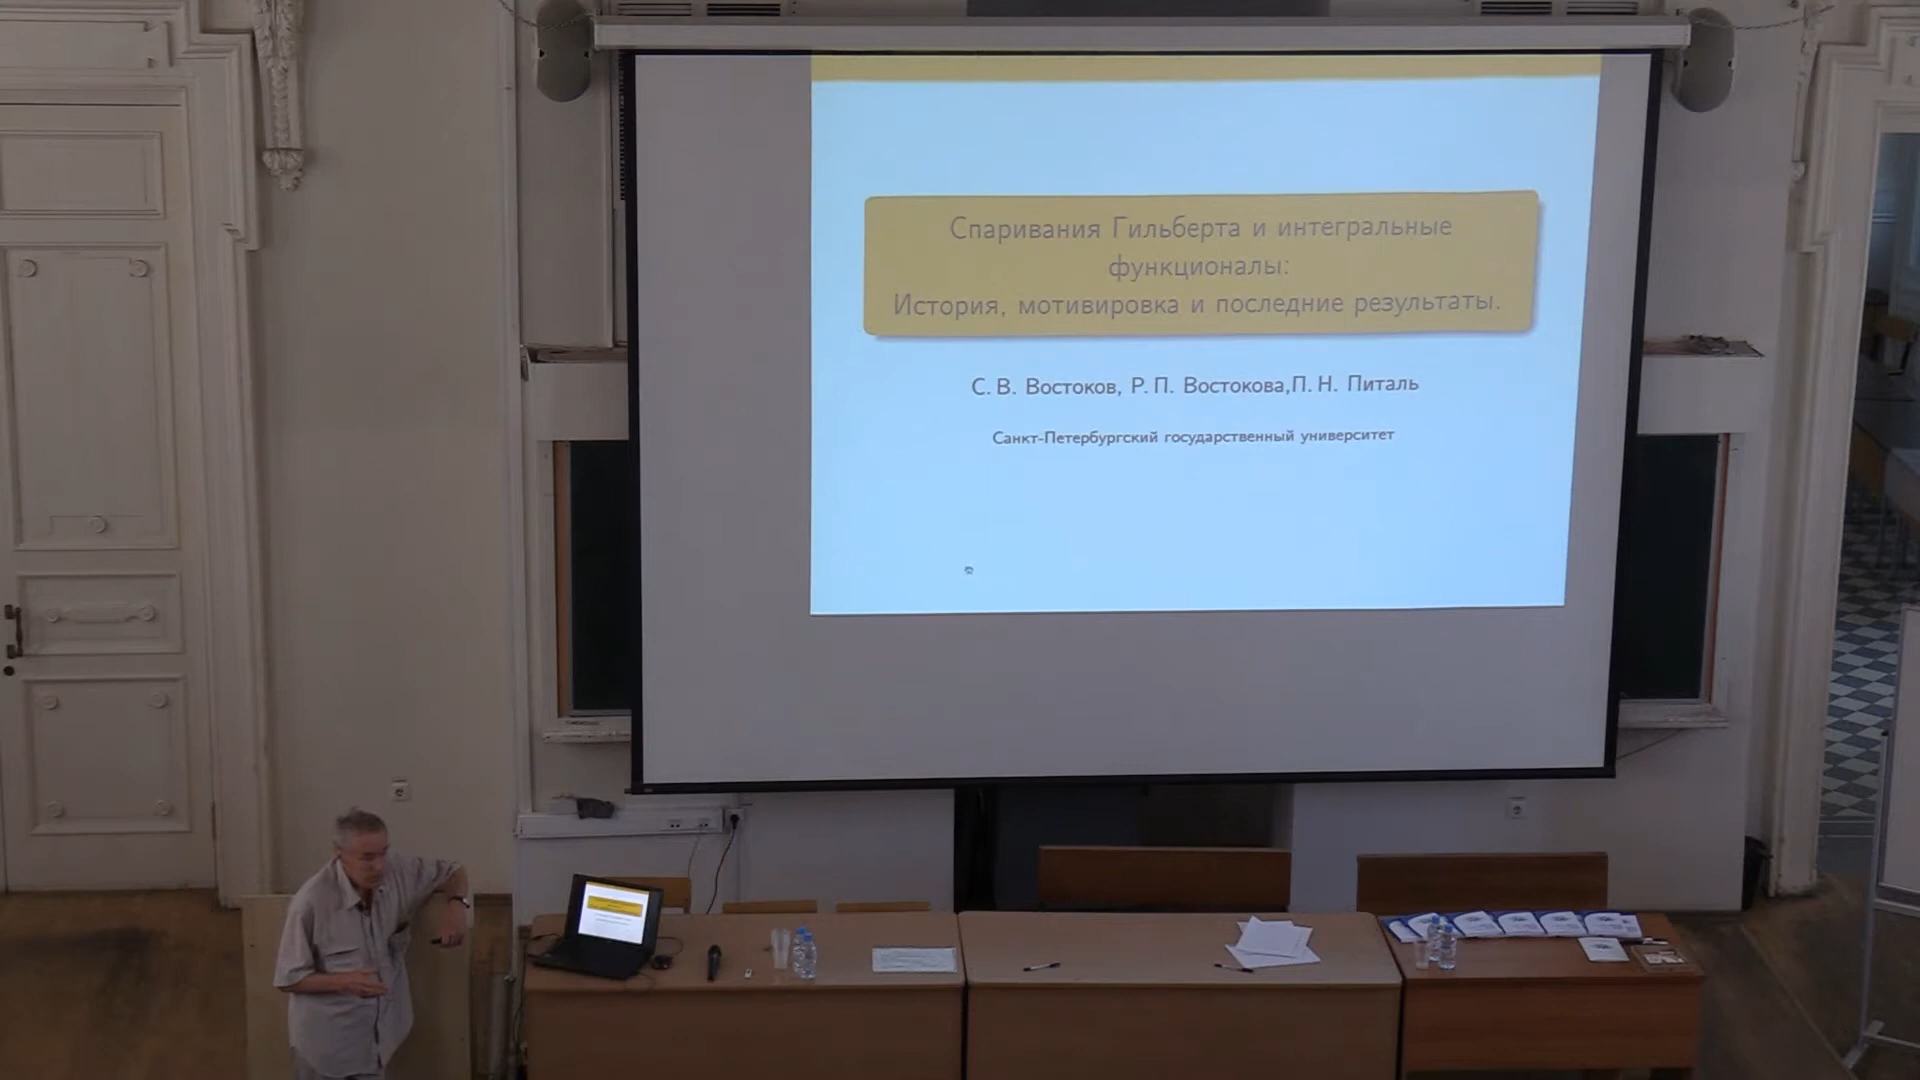 Спаривания Гильберта и интегральные
функционалы:
История, мотивировка и последние результаты.
С. В. Востоков, Р. П. Востокова,П. Н. Питаль
Санкт-Петербургский государственный университет